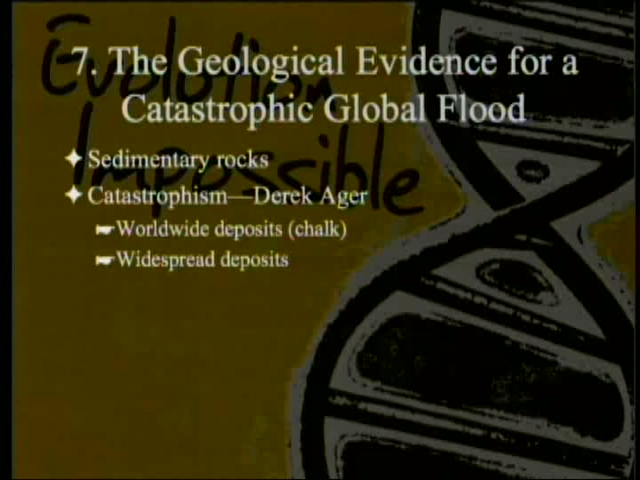 Evolution
7. The Geological Evidence for a
Catastrophic Global Flood
Impossible
Sedimentary rocks
Catastrophism—Derek Ager
Worldwide deposits (chalk)
Widespread deposits